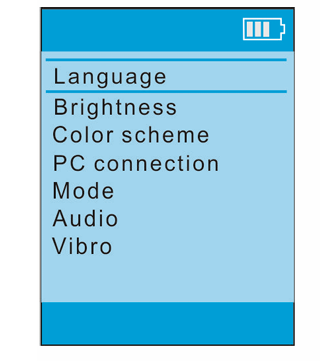 Language
Brightness
Color scheme
PC connection
Mode
Audio
Vibro